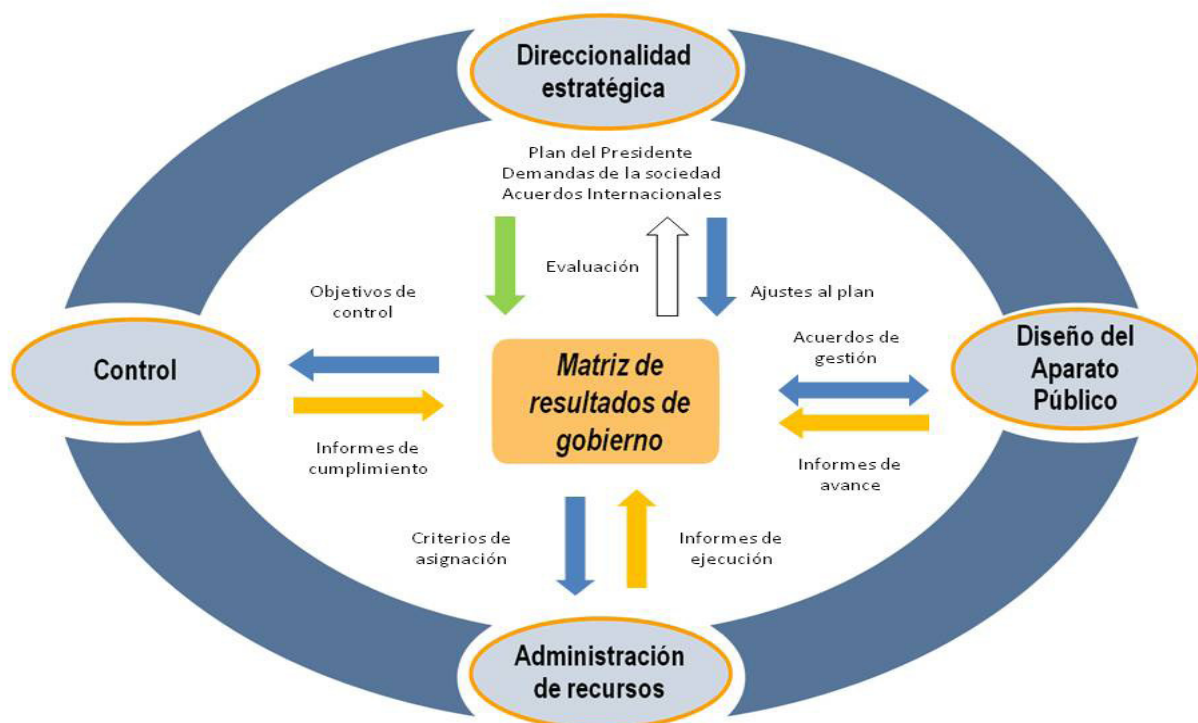 Direccionalidad
estratégica
Plan del Presidente
Demandas de la sociedad
Acuerdos Internacionales
Evaluación
Ajustes al plan
Objetivos de
control
Control
Informes de
cumplimiento
Matriz de
resultados de
gobierno
Acuerdos de
gestión
Diseño del
Aparato
Público
Informes de
avance
Criterios de
asignación
Informes de
ejecución
Administración
de recursos